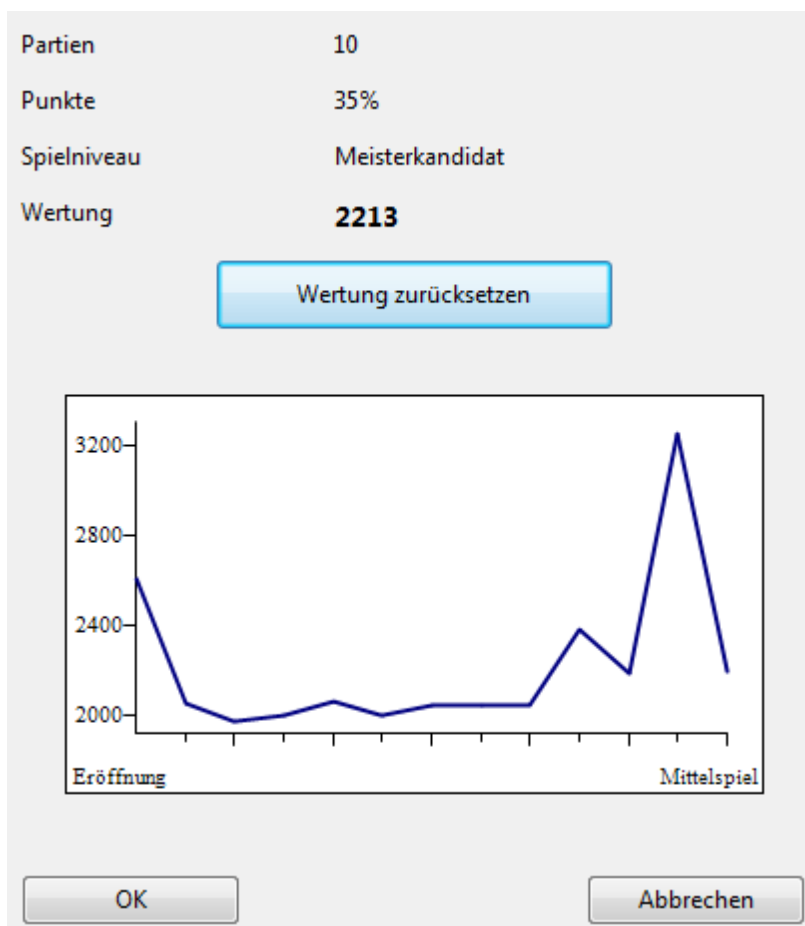 Partien 10
Punkte 35%
Spielniveau Meisterkandidat
Wertung 2213
Wertung zurücksetzen
3200
2800
2400
2000
Eröffnung Mittelspiel
OK Abbrechen